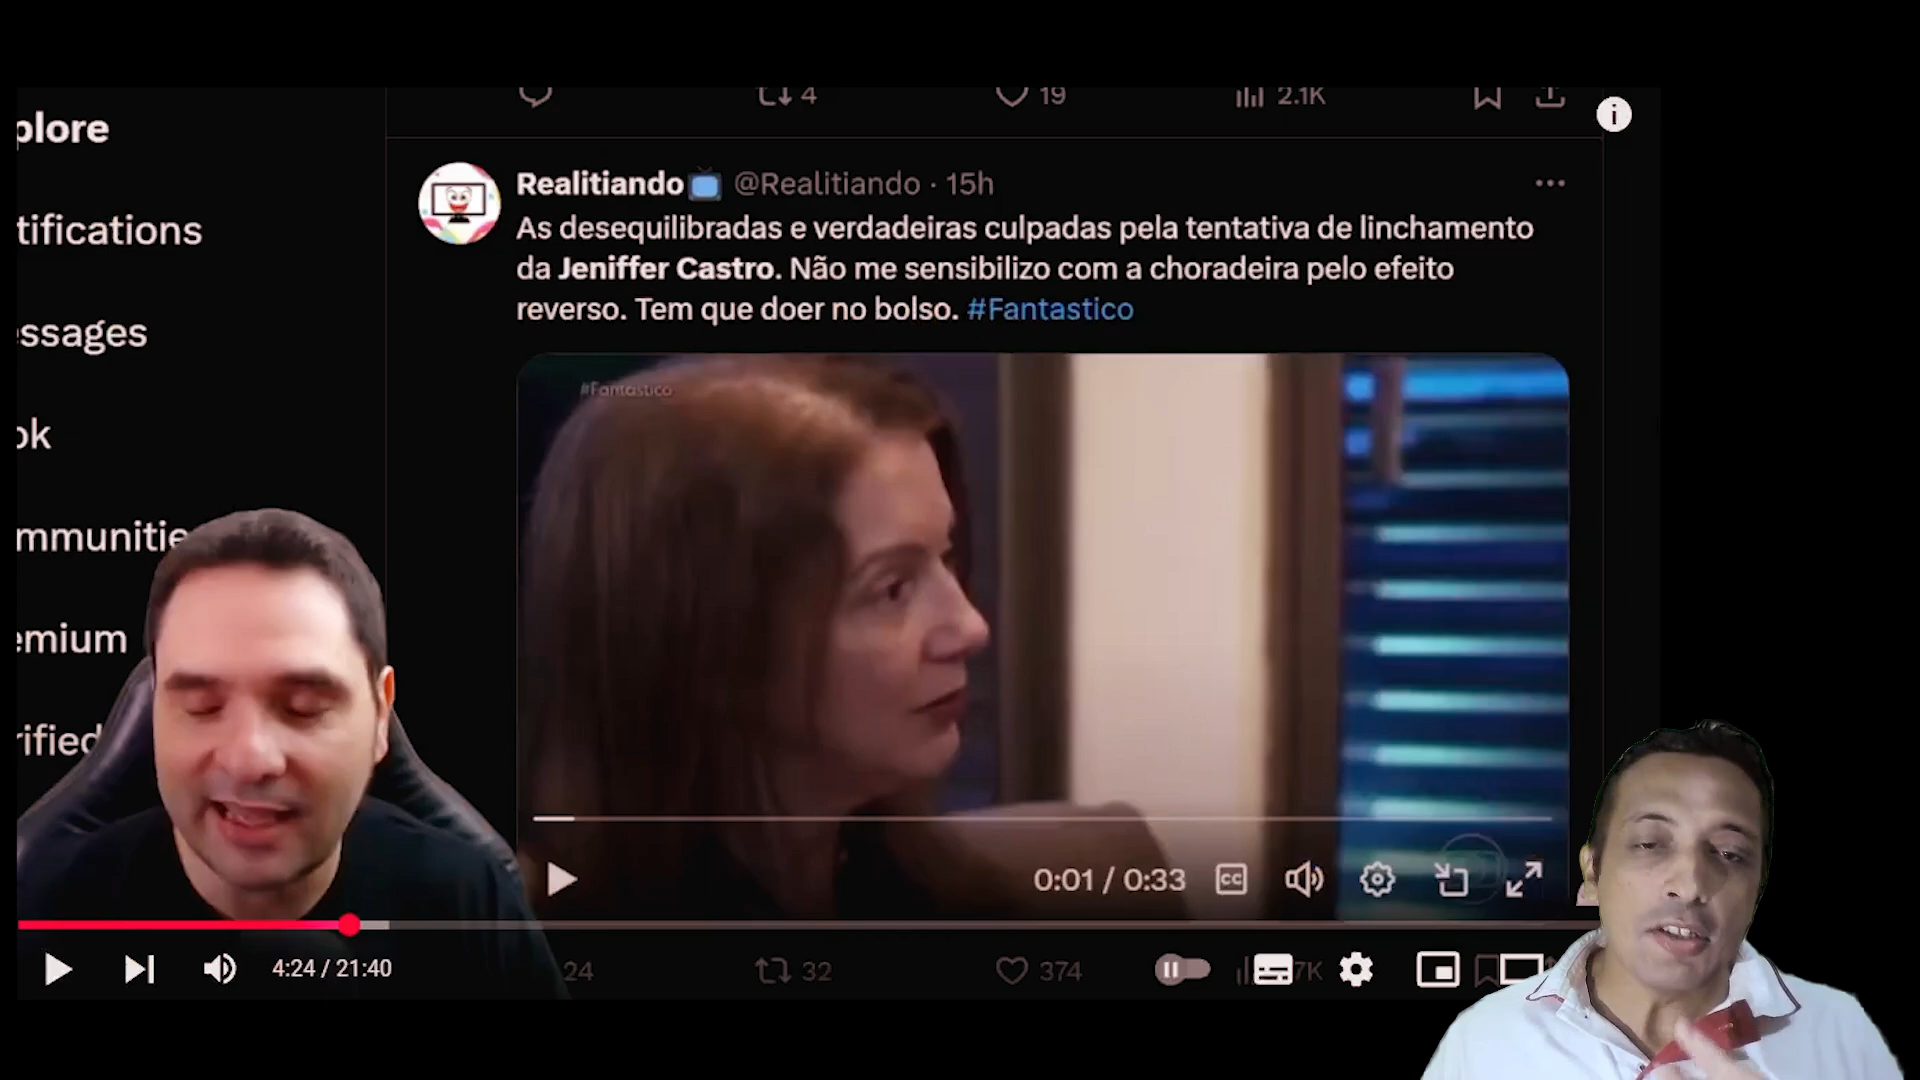 4 19 2.1K
plore
Realitiando @Realitiando · 15h
As desequilibradas e verdadeiras culpadas pela tentativa de linchamento
da Jeniffer Castro. Não me sensibilizo com a choradeira pelo efeito
reverso. Tem que doer no bolso. #Fantastico
tifications
ssages
ok
mmunitie
emium
rified
#Fantastico
0:01 / 0:33 CC
4:24 / 21:40
24 32 374 7K